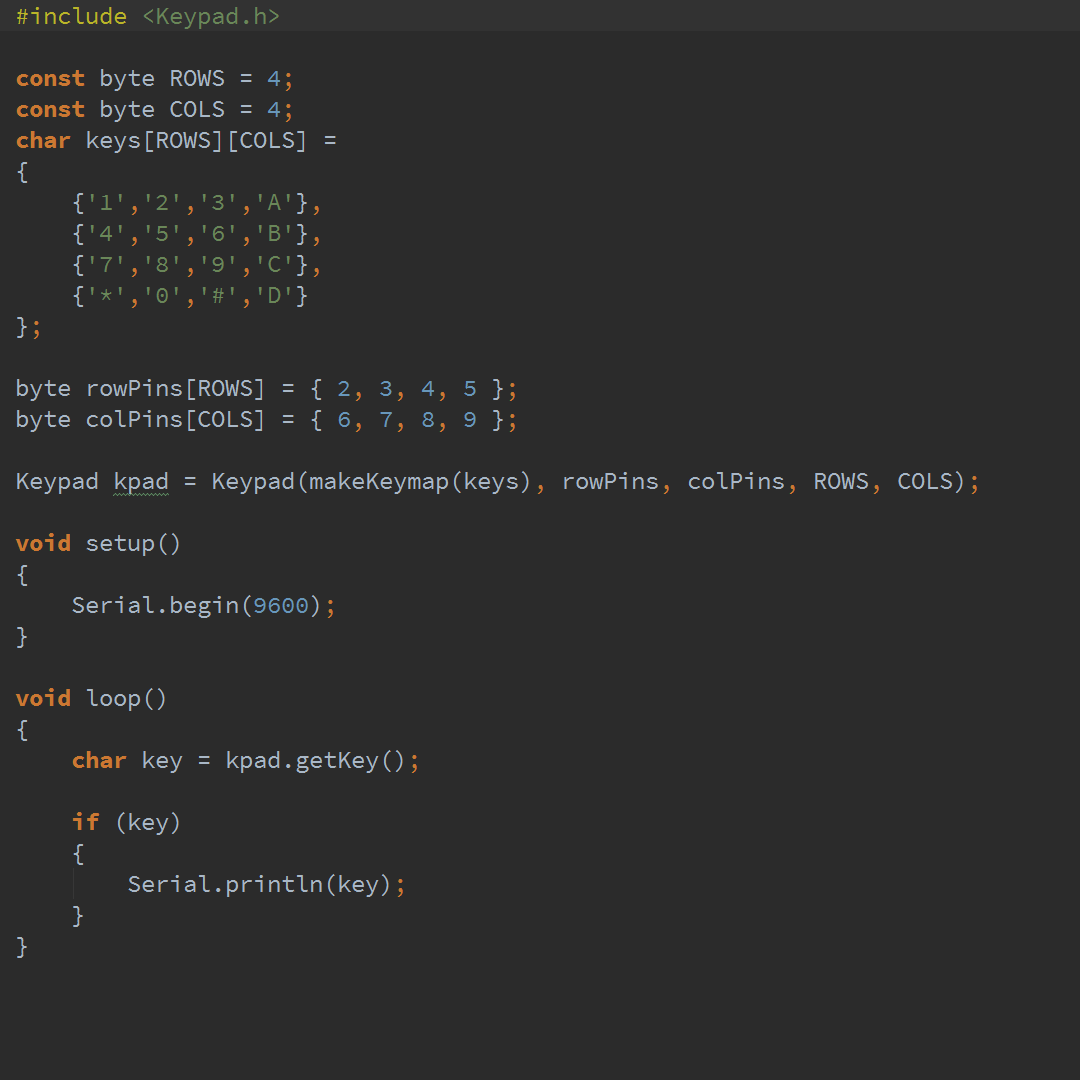 #include <Keypad.h>

const byte ROWS = 4;
const byte COLS = 4;
char keys[ROWS][COLS] =
{
    {'1','2','3','A'},
    {'4','5','6','B'},
    {'7','8','9','C'},
    {'*','0','#','D'}
};

byte rowPins[ROWS] = { 2, 3, 4, 5 };
byte colPins[COLS] = { 6, 7, 8, 9 };

Keypad kpad = Keypad(makeKeymap(keys), rowPins, colPins, ROWS, COLS);

void setup()
{
    Serial.begin(9600);
}

void loop()
{
    char key = kpad.getKey();

    if (key)
    {
        Serial.println(key);
    }
}